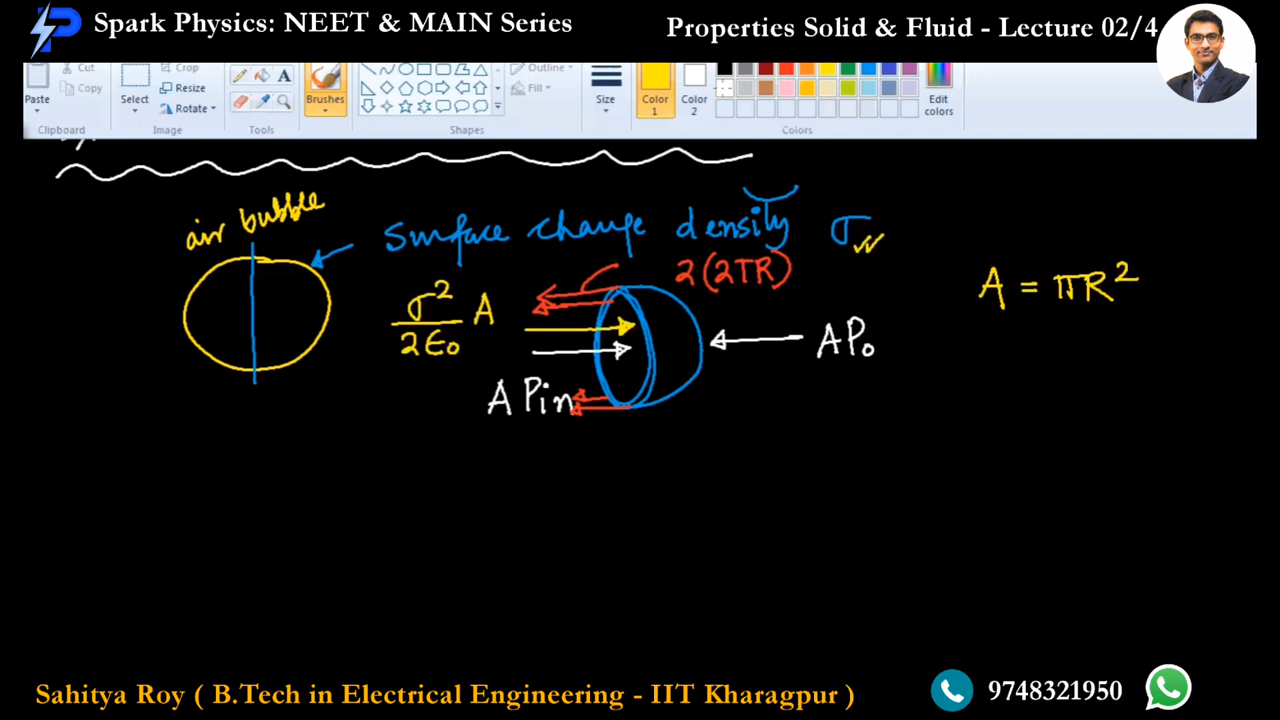 Spark Physics: NEET & MAIN Series
Properties Solid & Fluid - Lecture 02/4
Cut
Copy
Paste
Clipboard
Select
Crop
Resize
Rotate
Image
A
Tools
Brushes
Shapes
Outline
Fill
Size
Color 1
Color 2
Edit colors
Colors
air bubble
Surface change density σ
2(2πR)
A = πR²
σ²/2ε₀ A
AP₀
A Pin
Sahitya Roy ( B.Tech in Electrical Engineering - IIT Kharagpur )
9748321950